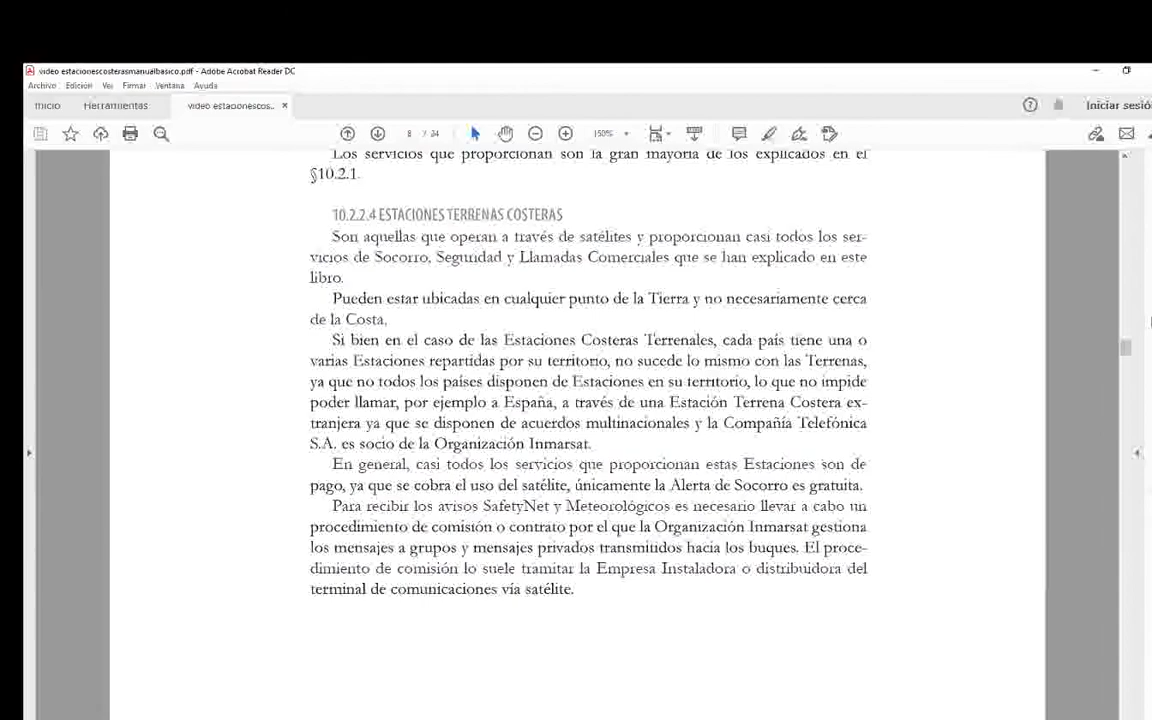 video estacionescosterasmanualbasico.pdf - Adobe Acrobat Reader DC
Archivo Edición Ver Firmar Ventana Ayuda
Inicio Herramientas video estacionescos... × Iniciar sesió
8 / 24 150%
Los servicios que proporcionan son la gran mayoría de los explicados en el
§10.2.1.
10.2.2.4 ESTACIONES TERRENAS COSTERAS
Son aquellas que operan a través de satélites y proporcionan casi todos los ser-
vicios de Socorro, Seguridad y Llamadas Comerciales que se han explicado en este
libro.
Pueden estar ubicadas en cualquier punto de la Tierra y no necesariamente cerca
de la Costa.
Si bien en el caso de las Estaciones Costeras Terrenales, cada país tiene una o
varias Estaciones repartidas por su territorio, no sucede lo mismo con las Terrenas,
ya que no todos los países disponen de Estaciones en su territorio, lo que no impide
poder llamar, por ejemplo a España, a través de una Estación Terrena Costera ex-
tranjera ya que se disponen de acuerdos multinacionales y la Compañía Telefónica
S.A. es socio de la Organización Inmarsat.
En general, casi todos los servicios que proporcionan estas Estaciones son de
pago, ya que se cobra el uso del satélite, únicamente la Alerta de Socorro es gratuita.
Para recibir los avisos SafetyNet y Meteorológicos es necesario llevar a cabo un
procedimiento de comisión o contrato por el que la Organización Inmarsat gestiona
los mensajes a grupos y mensajes privados transmitidos hacia los buques. El proce-
dimiento de comisión lo suele tramitar la Empresa Instaladora o distribuidora del
terminal de comunicaciones vía satélite.